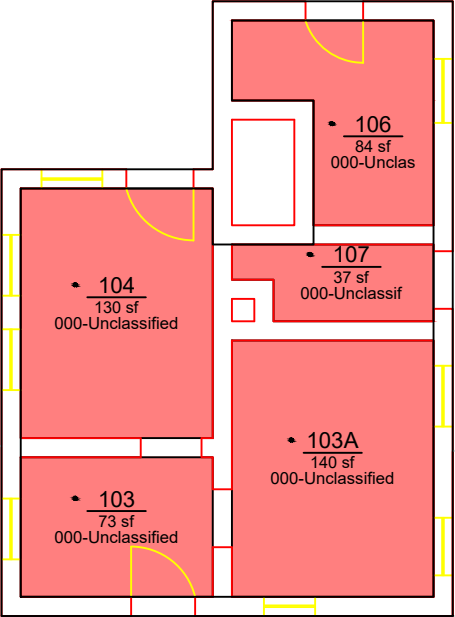 106
84 sf
000-Unclas
107
37 sf
000-Unclassif
104
130 sf
000-Unclassified
103A
140 sf
000-Unclassified
103
73 sf
000-Unclassified